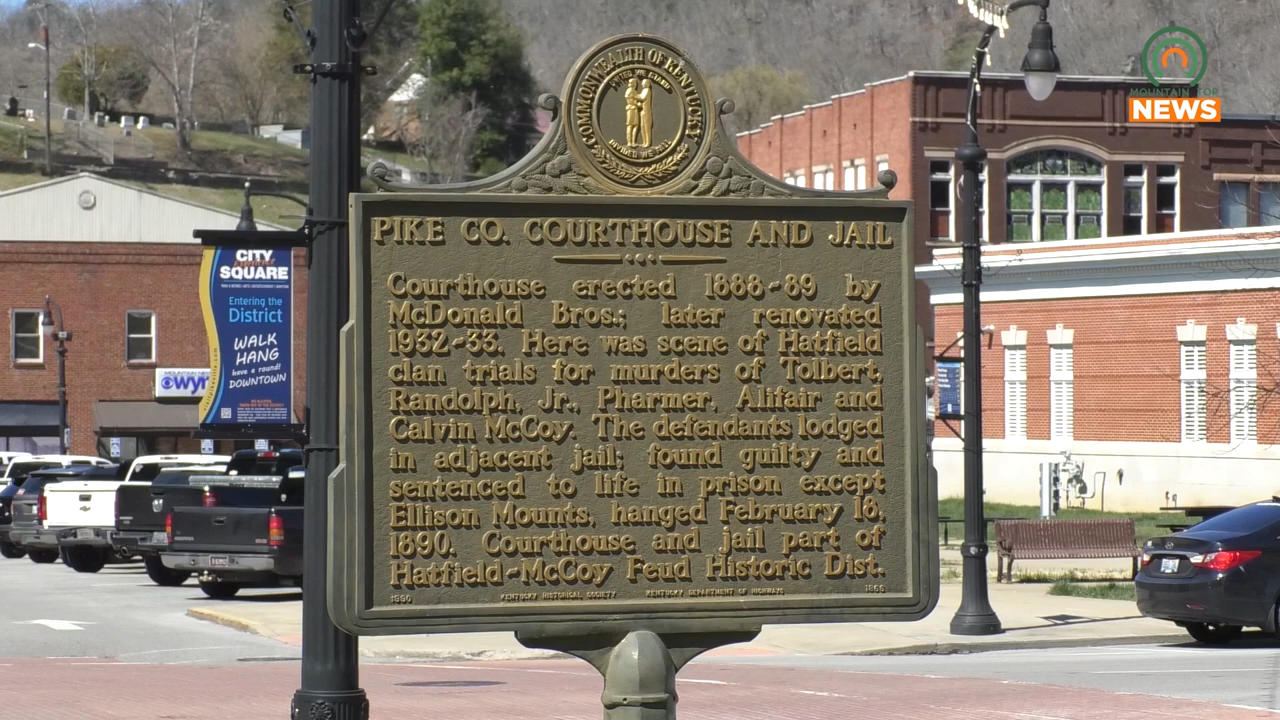 MOUNTAIN TOP
NEWS
COMMONWEALTH OF KENTUCKY
UNITED WE STAND
DIVIDED WE FALL
PIKE CO. COURTHOUSE AND JAIL
Courthouse erected 1888-89 by
McDonald Bros.; later renovated
1932-33. Here was scene of Hatfield
clan trials for murders of Tolbert,
Randolph, Jr., Pharmer, Alifair and
Calvin McCoy. The defendants lodged
in adjacent jail; found guilty and
sentenced to life in prison except
Ellison Mounts, hanged February 18,
1890. Courthouse and jail part of
Hatfield-McCoy Feud Historic Dist.
1990 KENTUCKY HISTORICAL SOCIETY KENTUCKY DEPARTMENT OF HIGHWAYS 1866
CITY
SQUARE
Entering the
District
WALK
HANG
have a round!
DOWNTOWN
wym